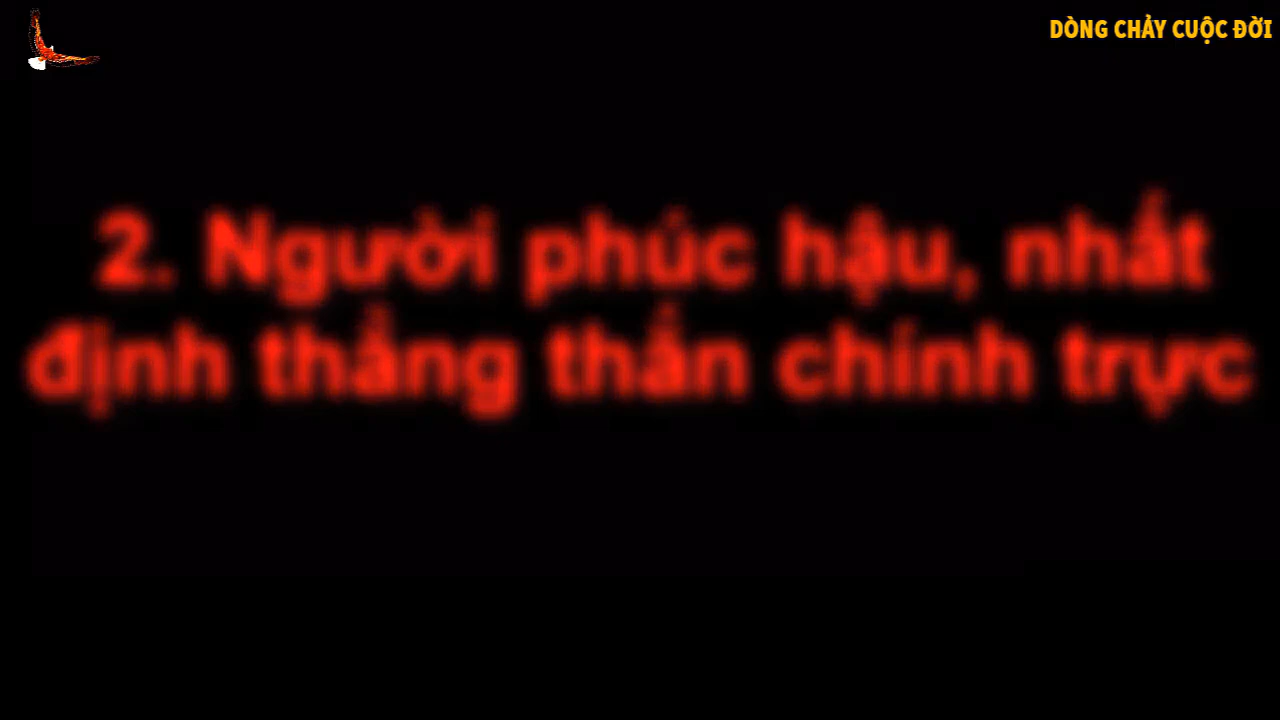 DÒNG CHẢY CUỘC ĐỜI
2. Người phúc hậu, nhất
định thẳng thắn chính trực